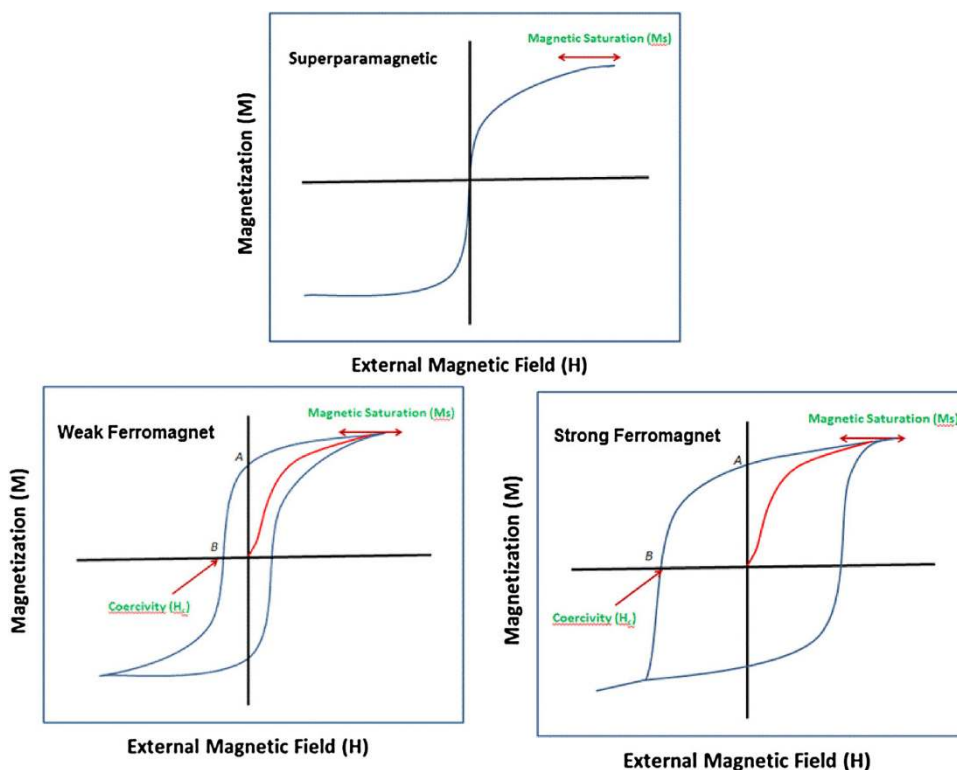 Superparamagnetic
Magnetic Saturation (Ms)
Magnetization (M)
External Magnetic Field (H)
Weak Ferromagnet
Magnetic Saturation (Ms)
A
B
Coercivity (Hc)
Magnetization (M)
External Magnetic Field (H)
Strong Ferromagnet
Magnetic Saturation (Ms)
A
B
Coercivity (Hc)
Magnetization (M)
External Magnetic Field (H)